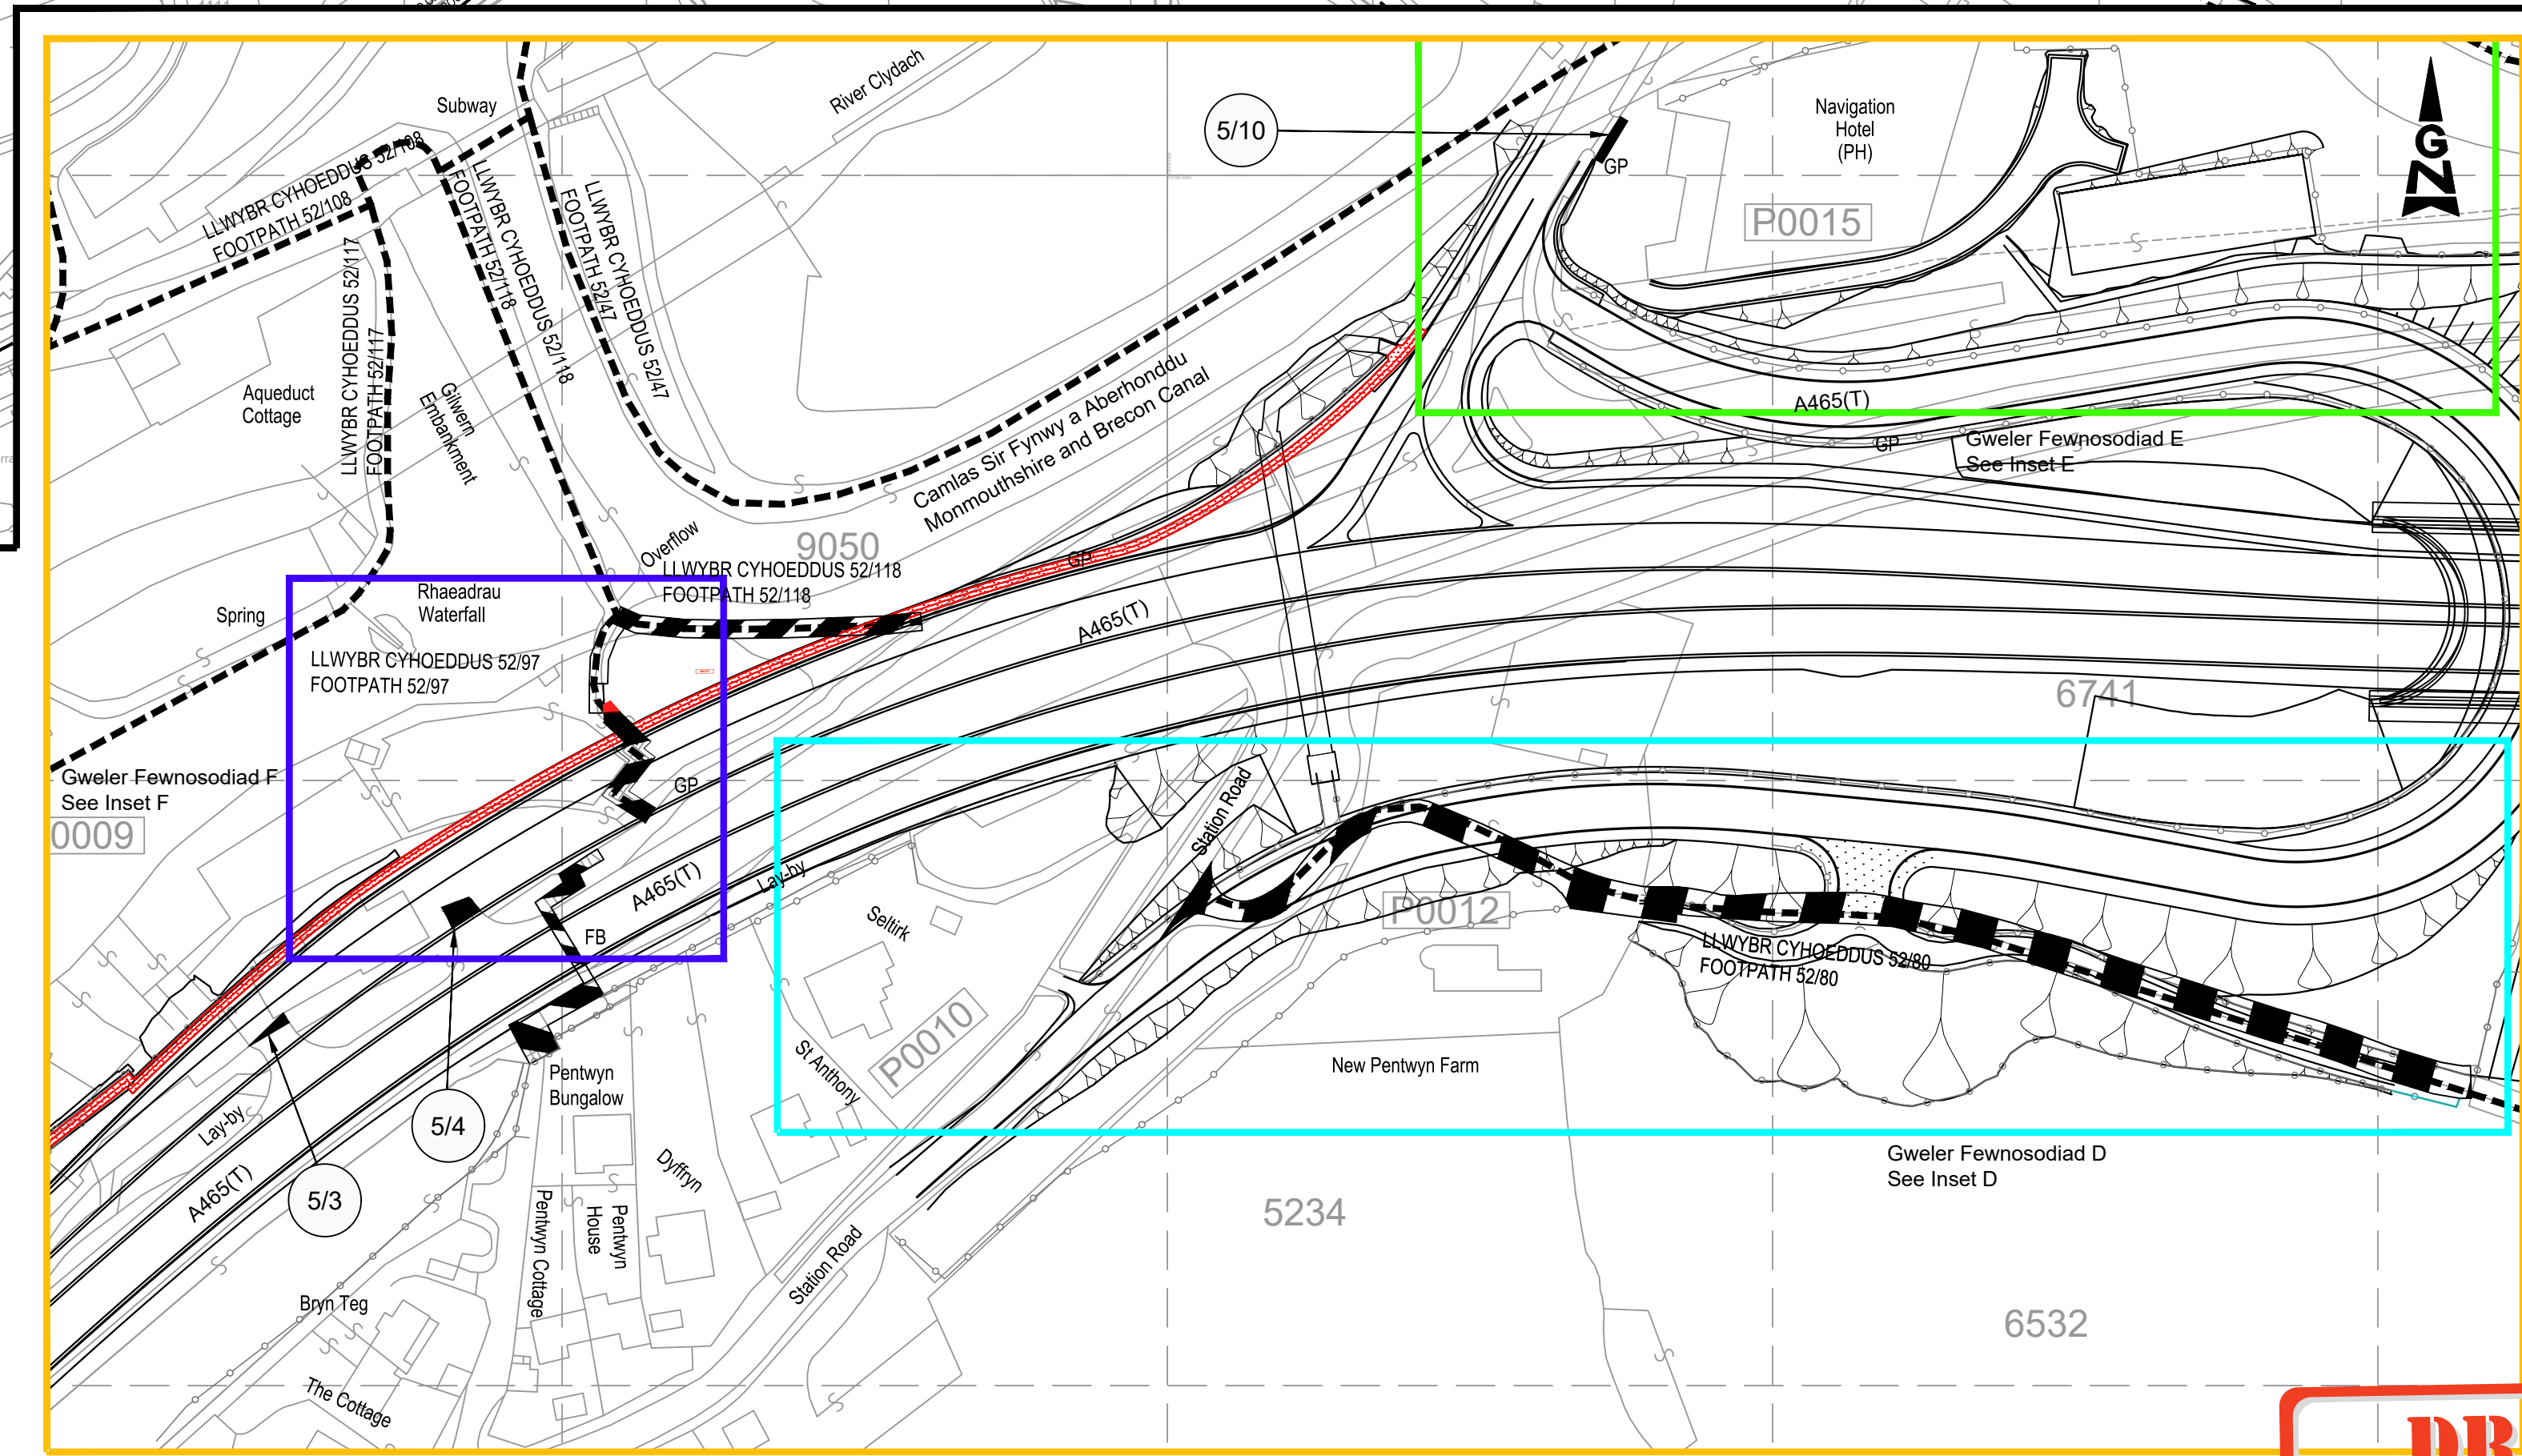 Subway
River Clydach
5/10
GP
Navigation
Hotel
(PH)
G
N
P0015
LLWYBR CYHOEDDUS 52/108
FOOTPATH 52/108
LLWYBR CYHOEDDUS 52/118
FOOTPATH 52/118
LLWYBR CYHOEDDUS 52/47
FOOTPATH 52/47
LLWYBR CYHOEDDUS 52/117
FOOTPATH 52/117
Aqueduct
Cottage
Gilwern
Embankment
Camlas Sir Fynwy a Aberhonddu
Monmouthshire and Brecon Canal
A465(T)
GP
Gweler Fewnosodiad E
See Inset E
Overflow
9050
GP
LLWYBR CYHOEDDUS 52/118
FOOTPATH 52/118
Rhaeadrau
Waterfall
Spring
A465(T)
LLWYBR CYHOEDDUS 52/97
FOOTPATH 52/97
6741
Gweler Fewnosodiad F
See Inset F
0009
GP
A465(T)
Lay-by
Station Road
FB
Seltirk
P0012
LLWYBR CYHOEDDUS 52/80
FOOTPATH 52/80
P0010
St Anthony
New Pentwyn Farm
Pentwyn
Bungalow
5/4
Lay-by
5/3
A465(T)
Dyffryn
Pentwyn Cottage
Pentwyn
House
Gweler Fewnosodiad D
See Inset D
5234
Station Road
Bryn Teg
6532
The Cottage